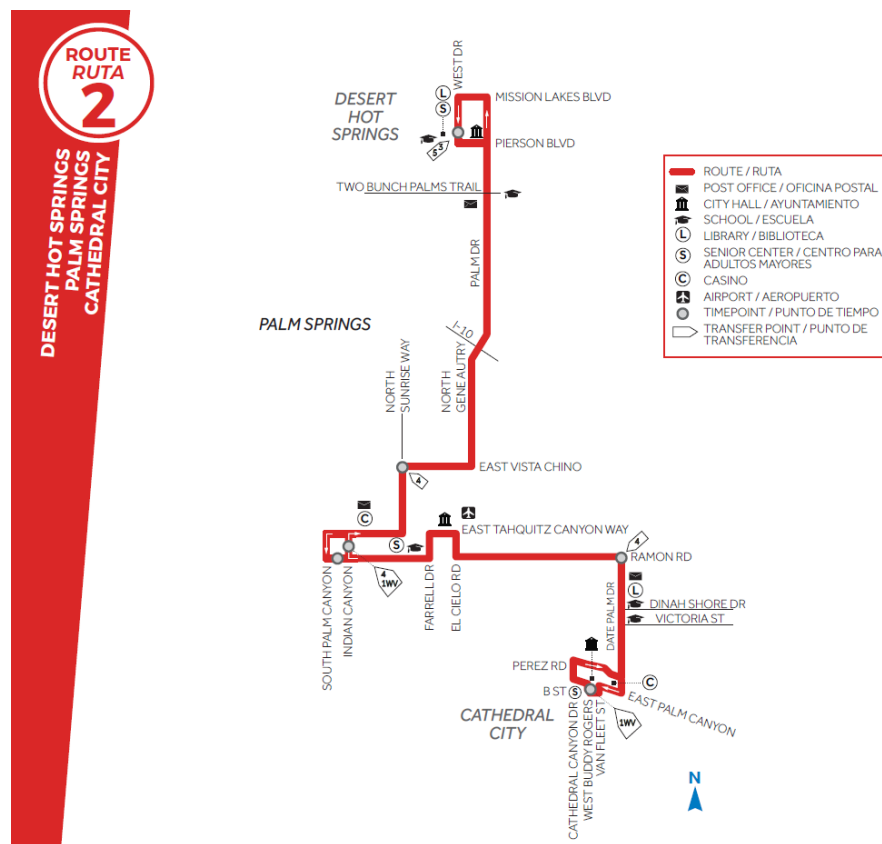 ROUTE
RUTA
2
DESERT HOT SPRINGS
PALM SPRINGS
CATHEDRAL CITY
WEST DR
L
S
DESERT
HOT
SPRINGS
MISSION LAKES BLVD
3
5
PIERSON BLVD
TWO BUNCH PALMS TRAIL
PALM DR
PALM SPRINGS
I-10
NORTH
SUNRISE WAY
NORTH
GENE AUTRY
EAST VISTA CHINO
4
C
S
EAST TAHQUITZ CANYON WAY
4
1WV
4
RAMON RD
SOUTH PALM CANYON
INDIAN CANYON
FARRELL DR
EL CIELO RD
L
DATE PALM DR
DINAH SHORE DR
VICTORIA ST
PEREZ RD
C
B ST
S
EAST PALM CANYON
1WV
CATHEDRAL
CITY
CATHEDRAL CANYON DR
WEST BUDDY ROGERS
VAN FLEET ST
N
ROUTE / RUTA
POST OFFICE / OFICINA POSTAL
CITY HALL / AYUNTAMIENTO
SCHOOL / ESCUELA
L LIBRARY / BIBLIOTECA
S SENIOR CENTER / CENTRO PARA
ADULTOS MAYORES
C CASINO
AIRPORT / AEROPUERTO
TIMEPOINT / PUNTO DE TIEMPO
TRANSFER POINT / PUNTO DE
TRANSFERENCIA